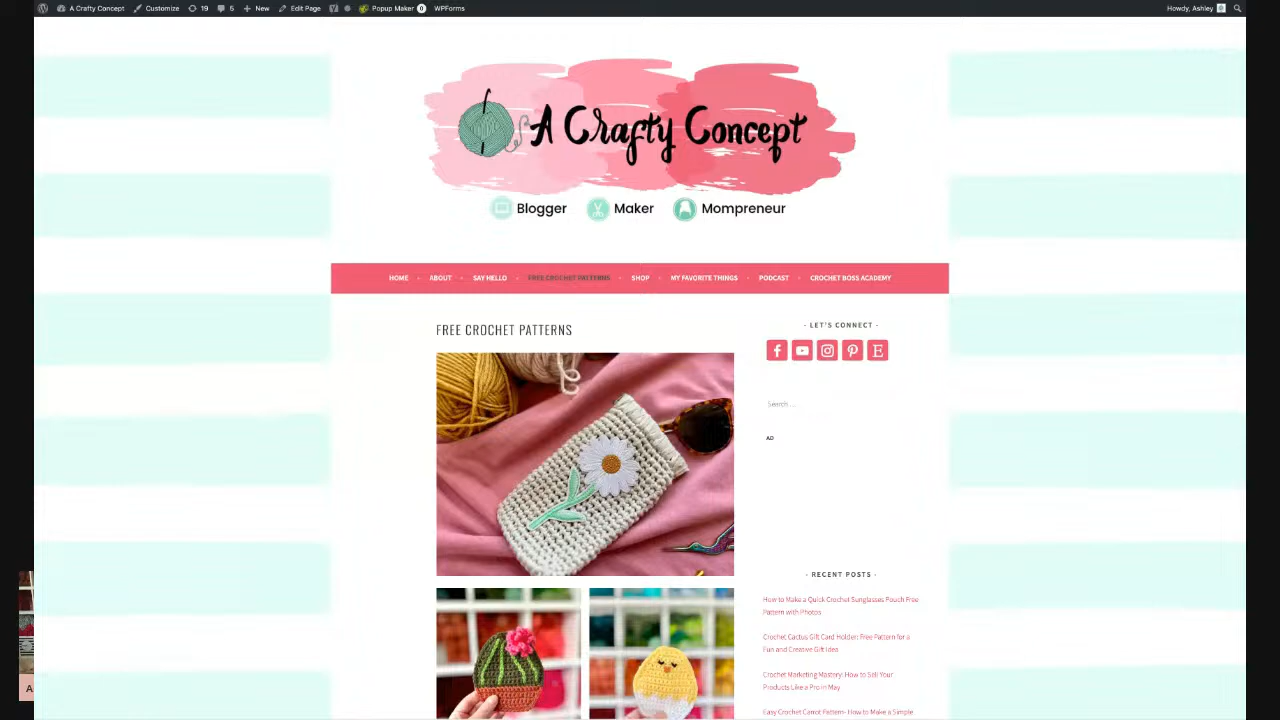 A Crafty Concept Customize 19 5 New Edit Page Popup Maker 0 WPForms Howdy, Ashley
A Crafty Concept
Blogger Maker Mompreneur
HOME ABOUT SAY HELLO FREE CROCHET PATTERNS SHOP MY FAVORITE THINGS PODCAST CROCHET BOSS ACADEMY
FREE CROCHET PATTERNS
- LET'S CONNECT -
Search …
AD
- RECENT POSTS -
How to Make a Quick Crochet Sunglasses Pouch Free
Pattern with Photos
Crochet Cactus Gift Card Holder: Free Pattern for a
Fun and Creative Gift Idea
Crochet Marketing Mastery: How to Sell Your
Products Like a Pro in May
Easy Crochet Carrot Pattern- How to Make a Simple